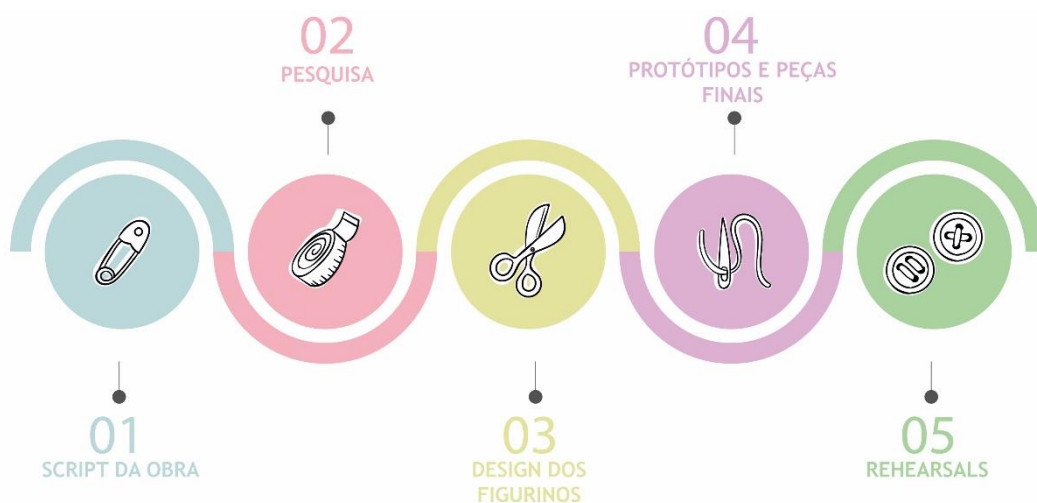 01
SCRIPT DA OBRA
02
PESQUISA
03
DESIGN DOS
FIGURINOS
04
PROTÓTIPOS E PEÇAS
FINAIS
05
REHEARSALS